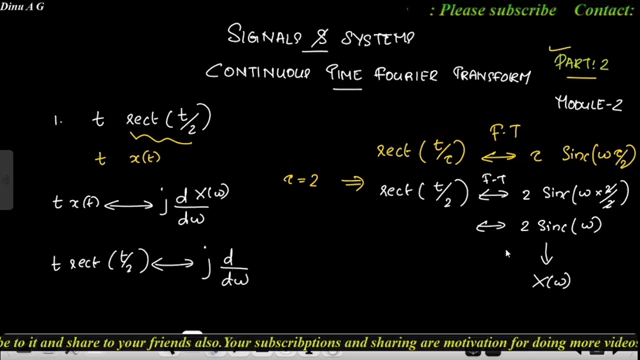 Dinu A G
: Please subscribe Contact:
SIGNALS & SYSTEMS
CONTINUOUS TIME FOURIER TRANSFORM
PART: 2
MODULE-2
1. t rect(t/2)
t x(t)
rect(t/τ) F.T ↔ τ Sinc(ωτ/2)
τ=2 ⇒ rect(t/2) F.T ↔ 2 Sinc(ω×2/2)
t x(t) ↔ j d X(ω)/dω
↔ 2 Sinc(ω)
↓
t rect(t/2) ↔ j d/dω
X(ω)
be to it and share to your friends also.Your subscribptions and sharing are motivation for doing more video